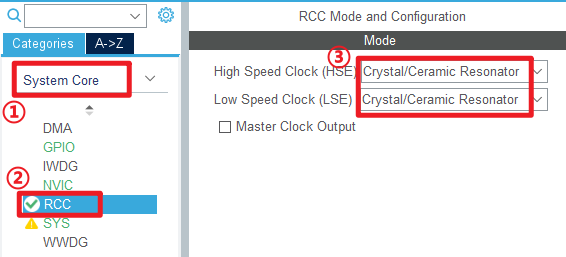 RCC Mode and Configuration
Categories
A->Z
Mode
③
High Speed Clock (HSE) Crystal/Ceramic Resonator
System Core
①
Low Speed Clock (LSE) Crystal/Ceramic Resonator
Master Clock Output
DMA
GPIO
IWDG
NVIC
②
RCC
SYS
WWDG